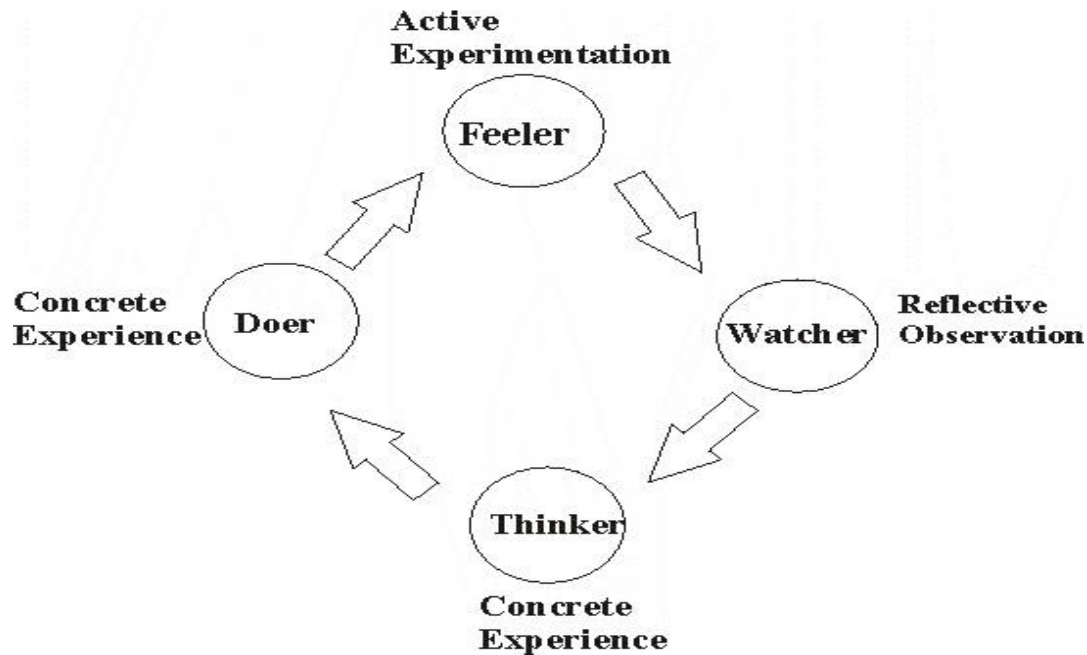 Active
Experimentation
Feeler
Concrete
Experience
Doer
Watcher
Reflective
Observation
Thinker
Concrete
Experience